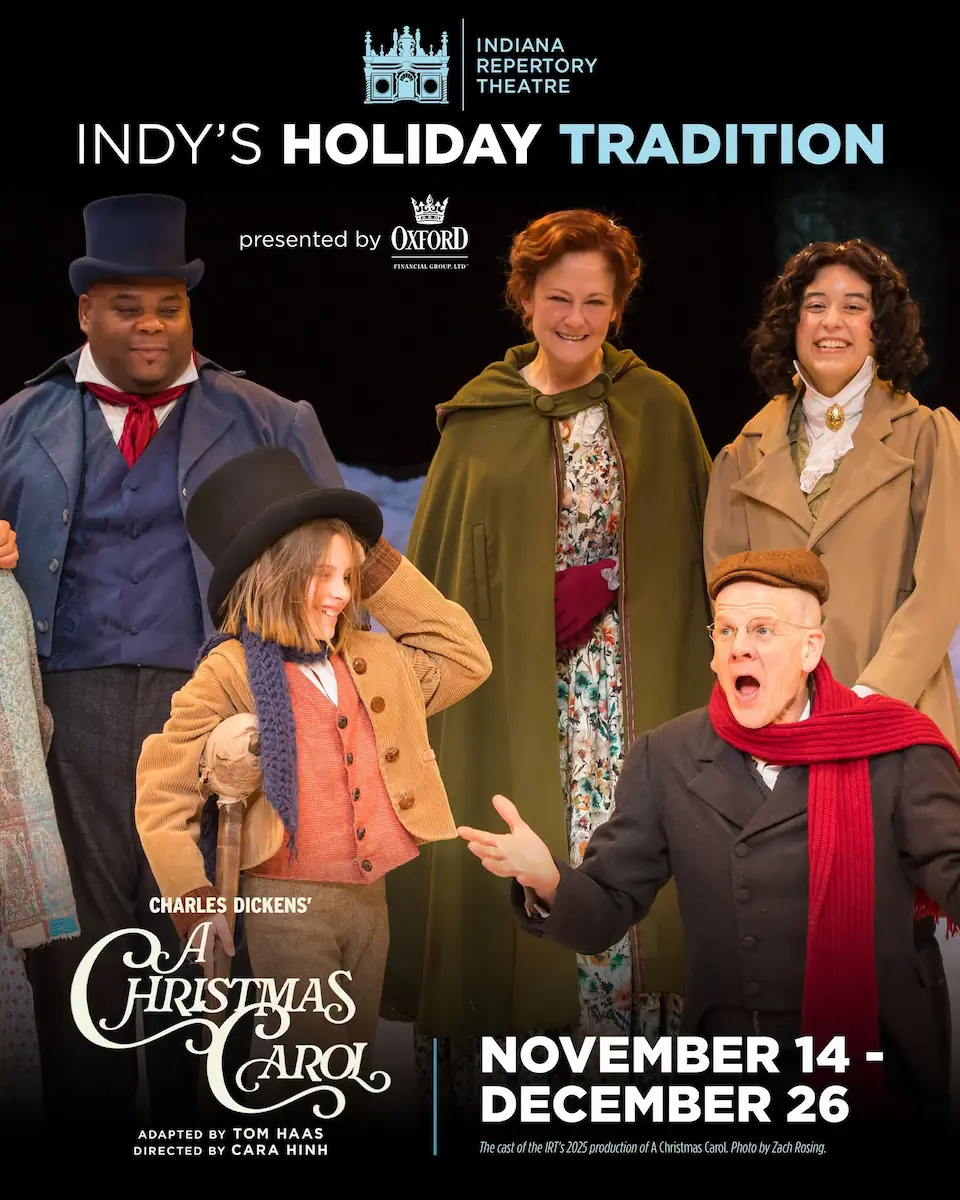 INDIANA
REPERTORY
THEATRE
INDY'S HOLIDAY TRADITION
presented by OXFORD
FINANCIAL GROUP, LTD™
CHARLES DICKENS'
A
CHRISTMAS
CAROL
ADAPTED BY TOM HAAS
DIRECTED BY CARA HINH
NOVEMBER 14 -
DECEMBER 26
The cast of the IRT's 2025 production of A Christmas Carol. Photo by Zach Rosing.